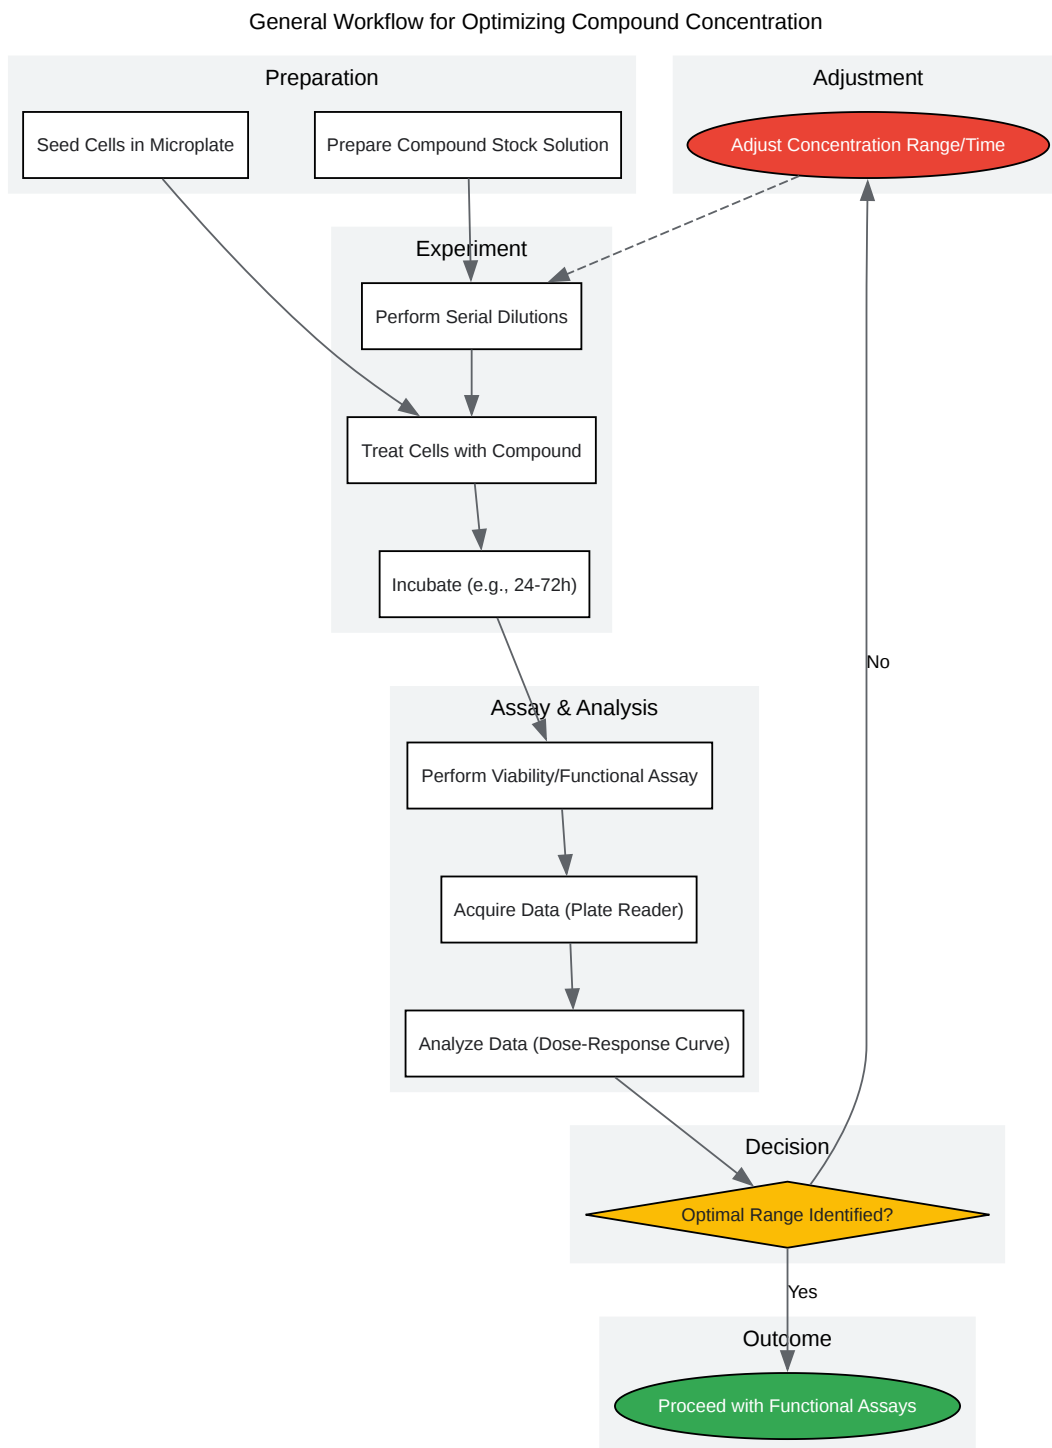 General Workflow for Optimizing Compound Concentration
Preparation
Adjustment
Seed Cells in Microplate
Prepare Compound Stock Solution
Adjust Concentration Range/Time
Experiment
Perform Serial Dilutions
Treat Cells with Compound
Incubate (e.g., 24-72h)
No
Assay & Analysis
Perform Viability/Functional Assay
Acquire Data (Plate Reader)
Analyze Data (Dose-Response Curve)
Decision
Optimal Range Identified?
Yes
Outcome
Proceed with Functional Assays